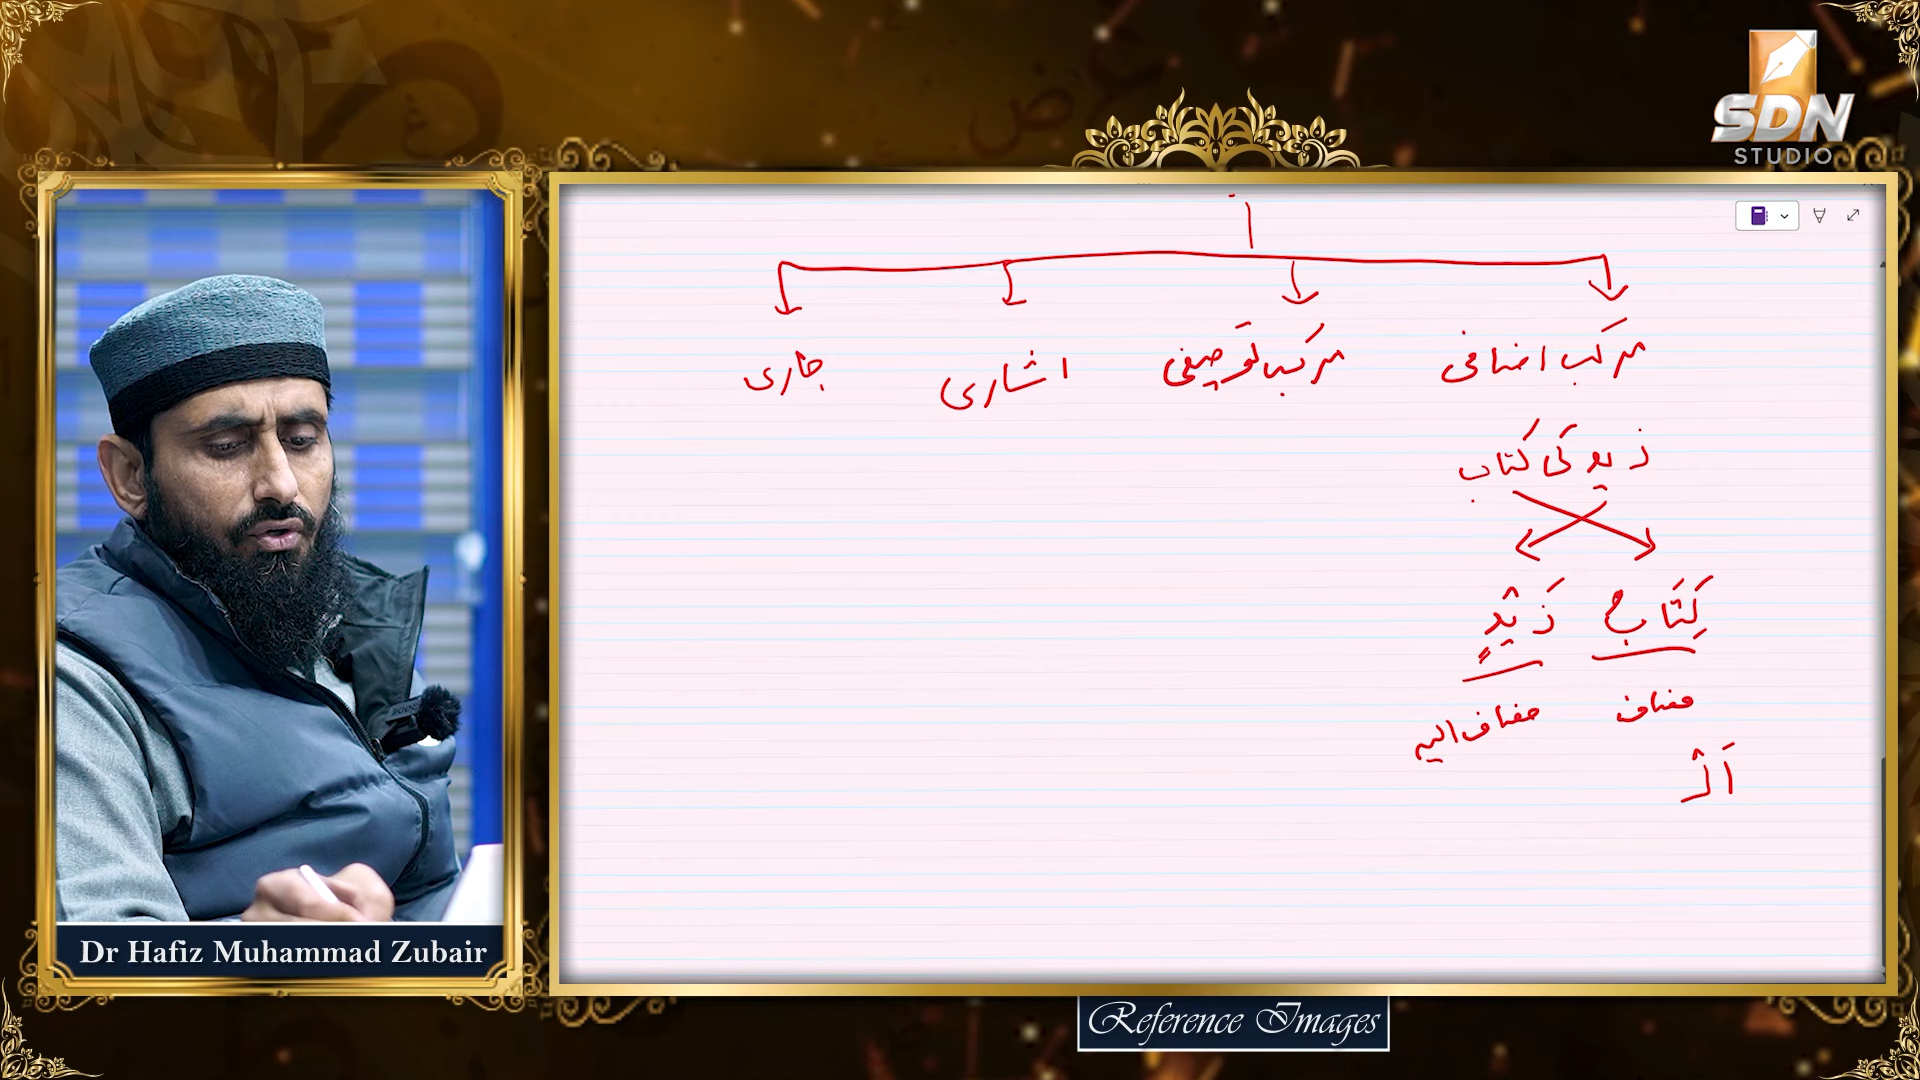 SDN
STUDIO
مرکب اضافی مرکب توصیفی اشاری جاری
زید کی کتاب
کِتَابُ زَیْدٍ
مضاف مضاف الیہ
اَلْ
Dr Hafiz Muhammad Zubair
Reference Images